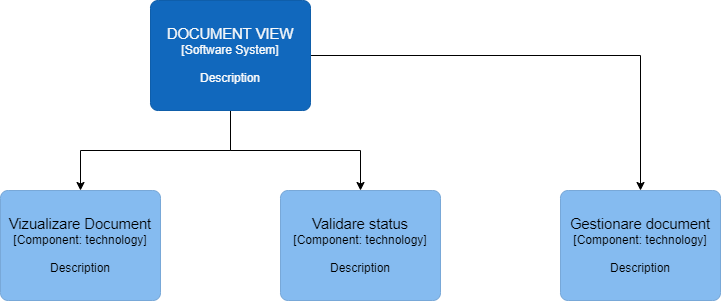 DOCUMENT VIEW
[Software System]
Description
Vizualizare Document
[Component: technology]
Description
Validare status
[Component: technology]
Description
Gestionare document
[Component: technology]
Description